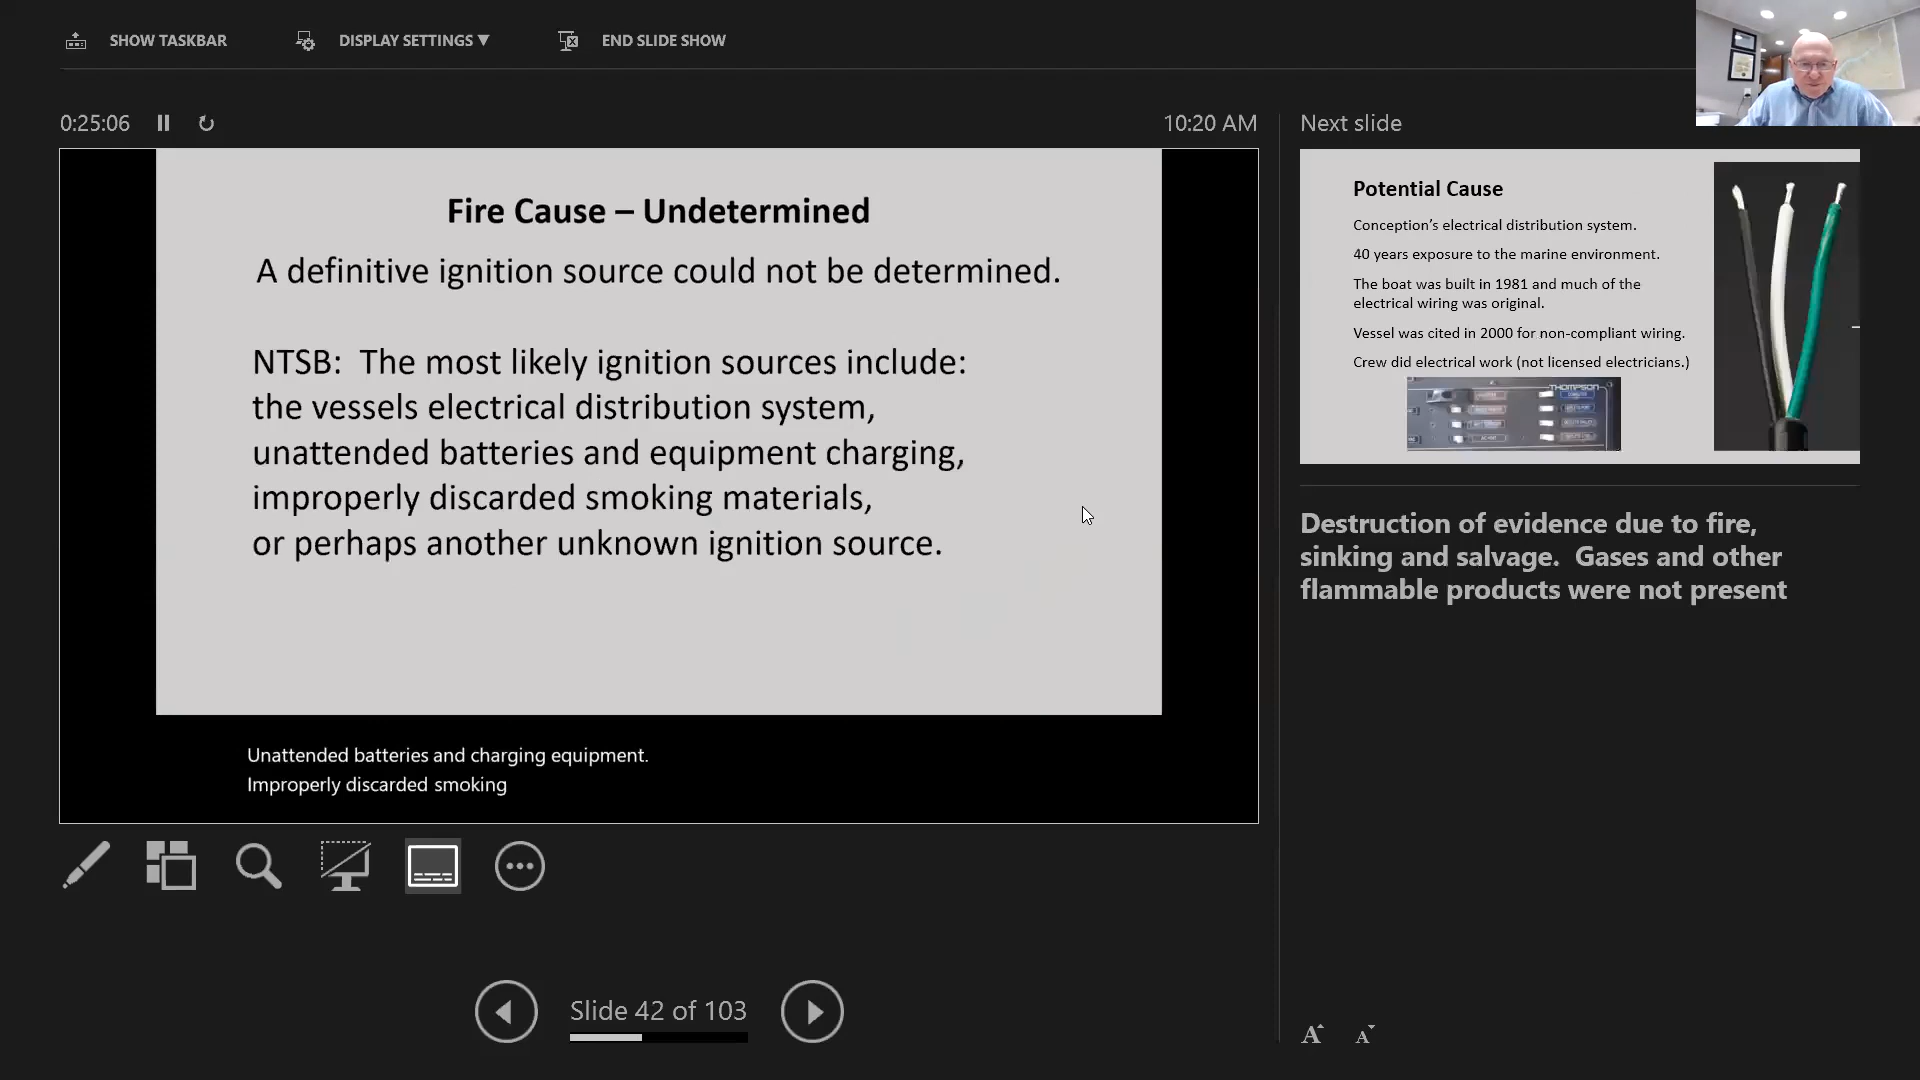 SHOW TASKBAR
DISPLAY SETTINGS ▼
END SLIDE SHOW
0:25:06
10:20 AM
Fire Cause – Undetermined
A definitive ignition source could not be determined.
NTSB:  The most likely ignition sources include:
the vessels electrical distribution system,
unattended batteries and equipment charging,
improperly discarded smoking materials,
or perhaps another unknown ignition source.
Unattended batteries and charging equipment.
Improperly discarded smoking
Slide 42 of 103
Next slide
Potential Cause
Conception’s electrical distribution system.
40 years exposure to the marine environment.
The boat was built in 1981 and much of the
electrical wiring was original.
Vessel was cited in 2000 for non-compliant wiring.
Crew did electrical work (not licensed electricians.)
THOMPSON
Destruction of evidence due to fire,
sinking and salvage.  Gases and other
flammable products were not present
A A